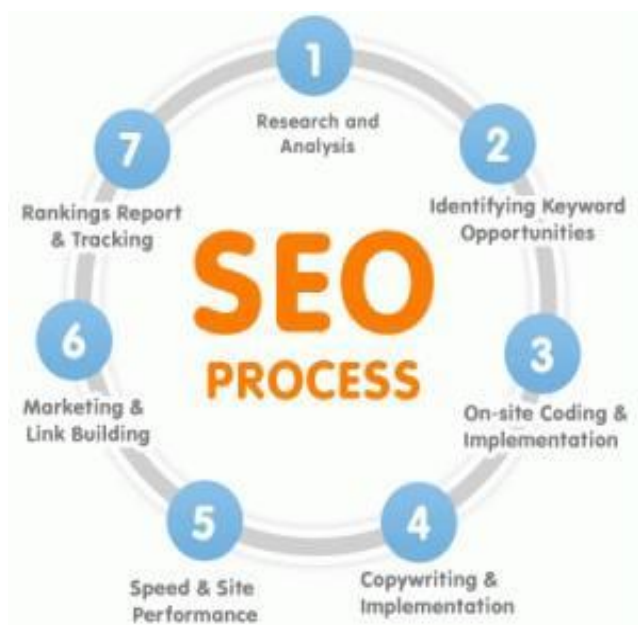 1
Research and
Analysis
2
Identifying Keyword
Opportunities
3
On-site Coding &
Implementation
4
Copywriting &
Implementation
5
Speed & Site
Performance
6
Marketing &
Link Building
7
Rankings Report
& Tracking
SEO
PROCESS